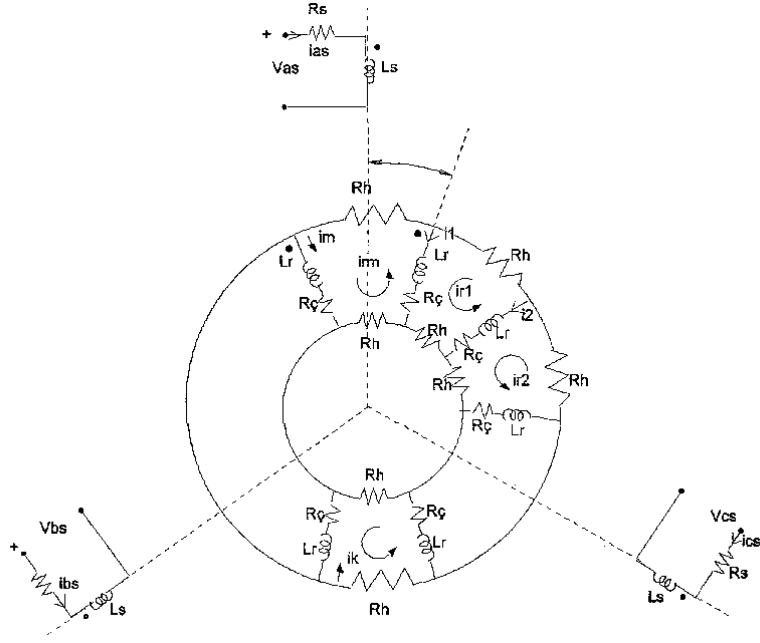 Rs
+
ias
Vas
Ls
Rh
im
i1
Lr
irm
Lr
Rh
Rç
Rç
ir1
i2
Rh
Rh
Rç
Lr
Rh
ir2
Rh
Rç
Lr
Rh
Rç
Rç
Lr
Lr
ik
Rh
Vbs
+
ibs
Ls
Vcs
ics
Rs
Ls